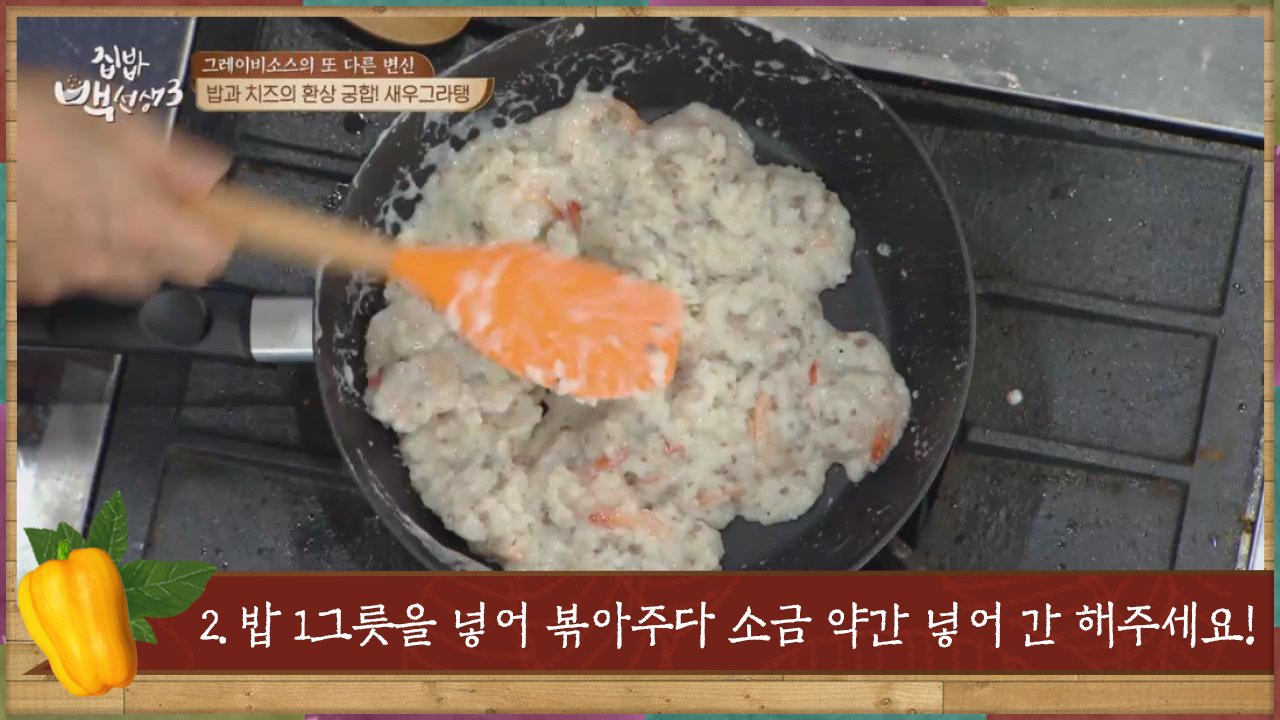 집밥
백선생3
그레이비소스의 또 다른 변신
밥과 치즈의 환상 궁합! 새우그라탱
2. 밥 1그릇을 넣어 볶아주다 소금 약간 넣어 간 해주세요!